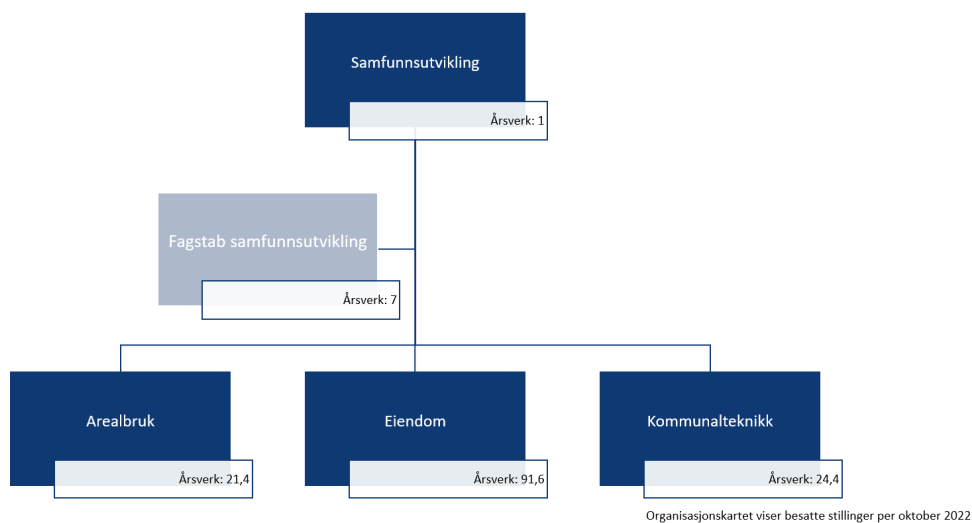 Samfunnsutvikling
Årsverk: 1
Fagstab samfunnsutvikling
Årsverk: 7
Arealbruk
Årsverk: 21,4
Eiendom
Årsverk: 91,6
Kommunalteknikk
Årsverk: 24,4
Organisasjonskartet viser besatte stillinger per oktober 2022